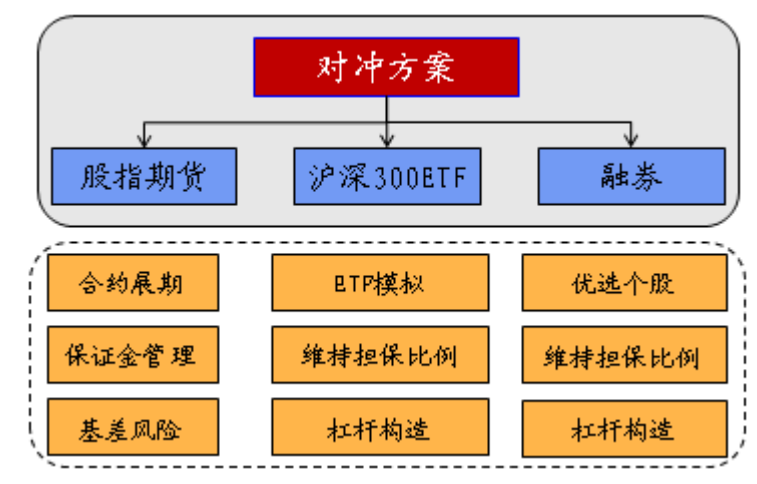 对冲方案
股指期货 沪深300ETF 融券
合约展期 ETF模拟 优选个股
保证金管理 维持担保比例 维持担保比例
基差风险 杠杆构造 杠杆构造